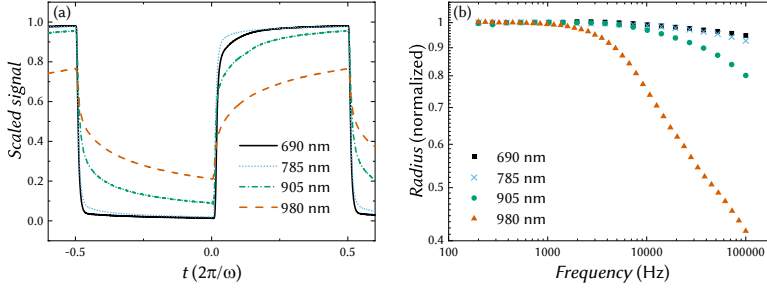 (a)
Scaled signal
1.0
0.8
0.6
0.4
0.2
0.0
-0.5
0.0
0.5
t (2π/ω)
690 nm
785 nm
905 nm
980 nm
(b)
Radius (normalized)
1
0.9
0.8
0.7
0.6
0.5
0.4
100
1000
10000
100000
Frequency (Hz)
690 nm
785 nm
905 nm
980 nm